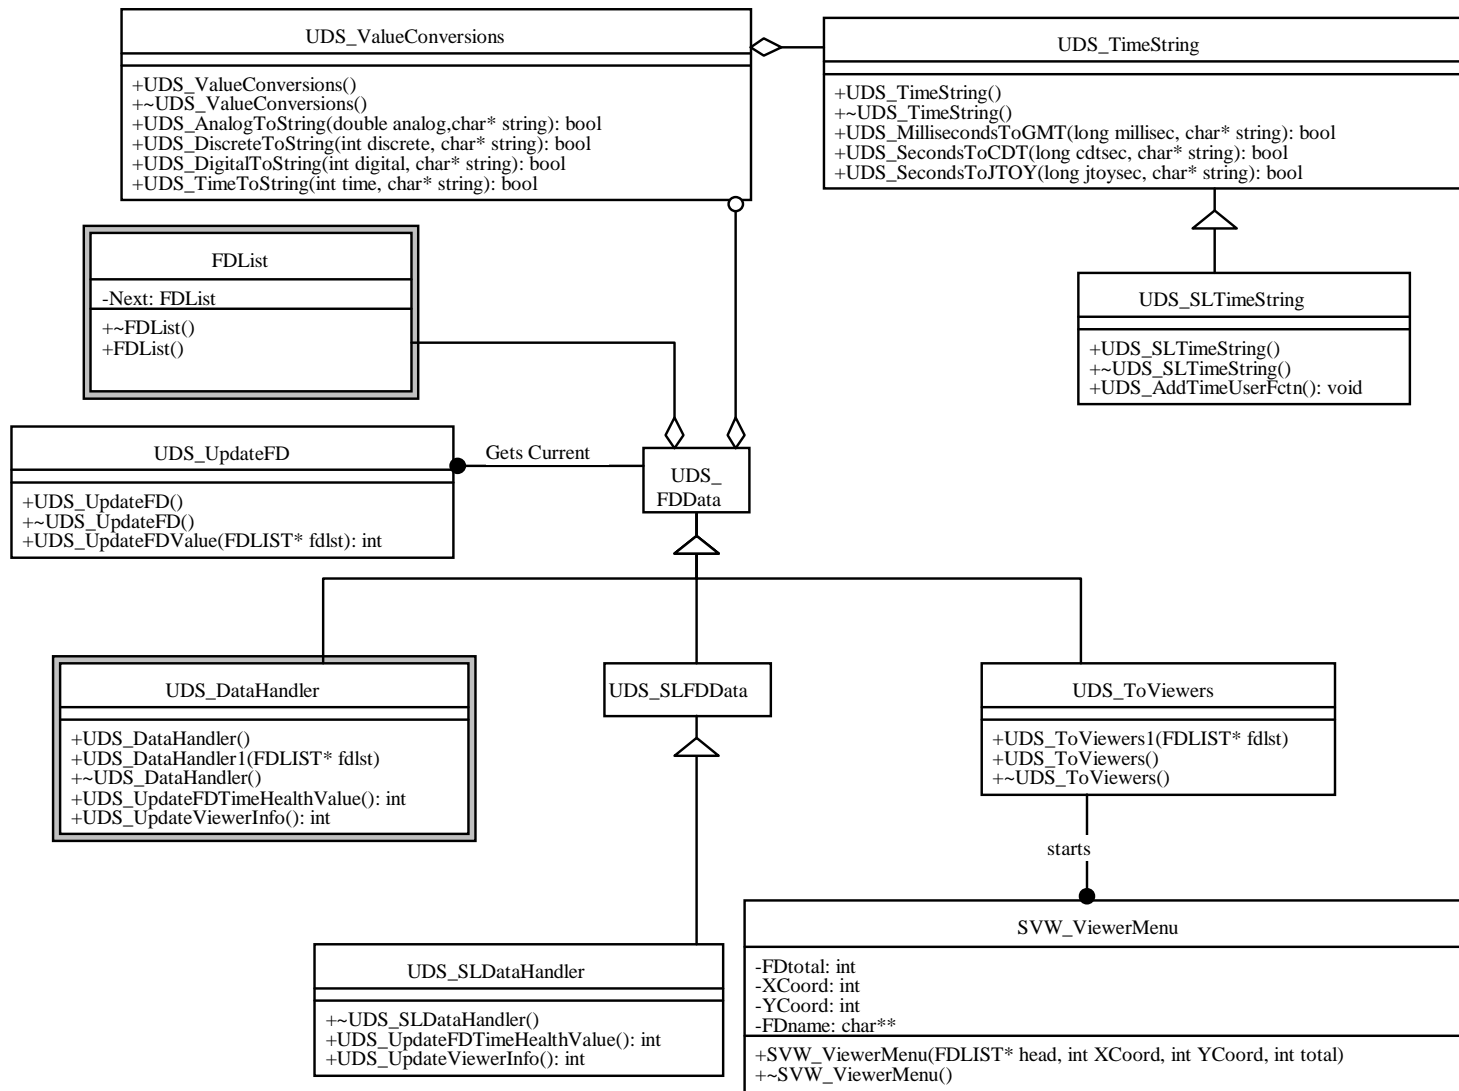 UDS_ValueConversions
+UDS_ValueConversions()
+~UDS_ValueConversions()
+UDS_AnalogToString(double analog,char* string): bool
+UDS_DiscreteToString(int discrete, char* string): bool
+UDS_DigitalToString(int digital, char* string): bool
+UDS_TimeToString(int time, char* string): bool
UDS_TimeString
+UDS_TimeString()
+~UDS_TimeString()
+UDS_MillisecondsToGMT(long millisec, char* string): bool
+UDS_SecondsToCDT(long cdtsec, char* string): bool
+UDS_SecondsToJTOY(long jtoysec, char* string): bool
FDList
-Next: FDList
+~FDList()
+FDList()
UDS_SLTimeString
+UDS_SLTimeString()
+~UDS_SLTimeString()
+UDS_AddTimeUserFctn(): void
UDS_UpdateFD
+UDS_UpdateFD()
+~UDS_UpdateFD()
+UDS_UpdateFDValue(FDLIST* fdlst): int
Gets Current
UDS_
FDData
UDS_DataHandler
+UDS_DataHandler()
+UDS_DataHandler1(FDLIST* fdlst)
+~UDS_DataHandler()
+UDS_UpdateFDTimeHealthValue(): int
+UDS_UpdateViewerInfo(): int
UDS_SLFDData
UDS_ToViewers
+UDS_ToViewers1(FDLIST* fdlst)
+UDS_ToViewers()
+~UDS_ToViewers()
starts
UDS_SLDataHandler
+~UDS_SLDataHandler()
+UDS_UpdateFDTimeHealthValue(): int
+UDS_UpdateViewerInfo(): int
SVW_ViewerMenu
-FDtotal: int
-XCoord: int
-YCoord: int
-FDname: char**
+SVW_ViewerMenu(FDLIST* head, int XCoord, int YCoord, int total)
+~SVW_ViewerMenu()